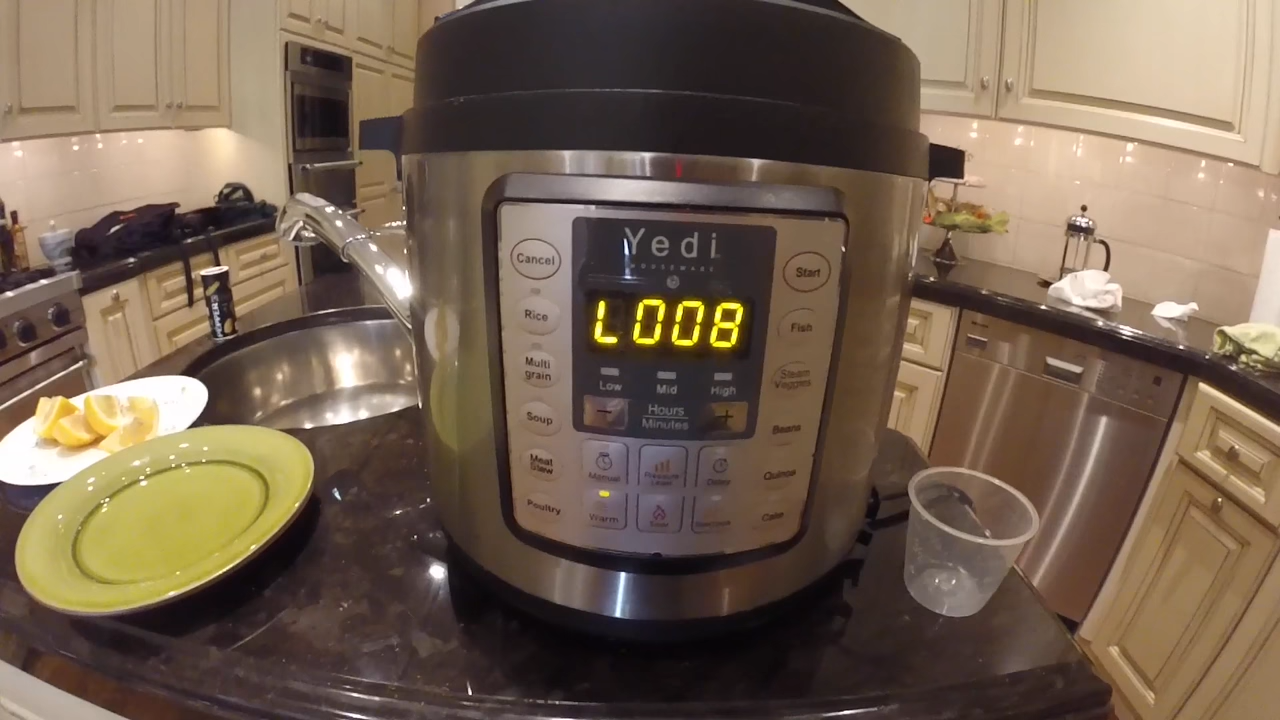 Yedi
HOUSEWARE
Cancel
Start
L008
Rice
Fish
Multi
grain
Low
Mid
High
Steam
Veggies
−
Hours
Minutes
+
Soup
Beans
Meat
Stew
Manual
Pressure
Level
Delay
Quinoa
Poultry
Warm
Cake